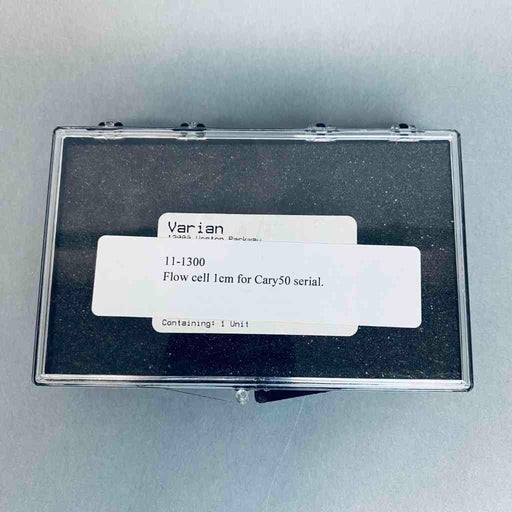 Varian
11-1300
Flow cell 1cm for Cary50 serial.
Containing: 1 Unit